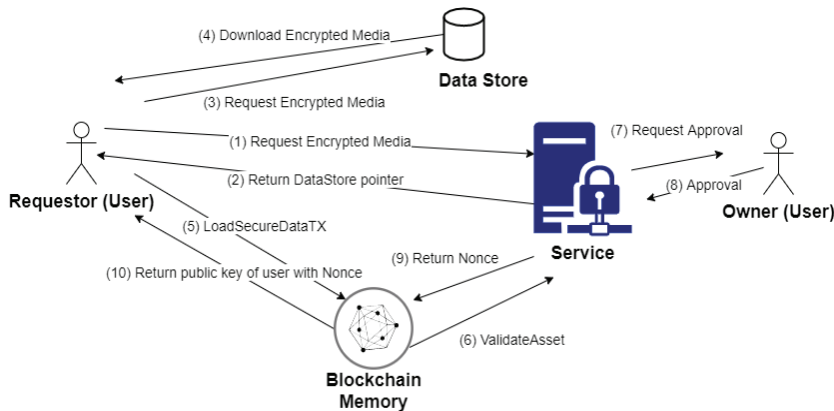 (4) Download Encrypted Media
Data Store
(3) Request Encrypted Media
(1) Request Encrypted Media
(7) Request Approval
(2) Return DataStore pointer
(8) Approval
Requestor (User)
Owner (User)
(5) LoadSecureDataTX
Service
(9) Return Nonce
(10) Return public key of user with Nonce
(6) ValidateAsset
Blockchain
Memory